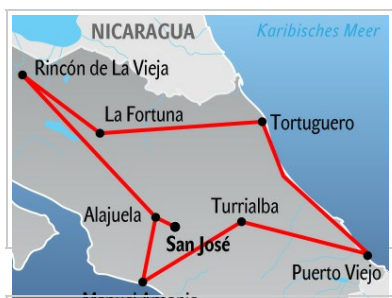 NICARAGUA
Karibisches Meer
Rincón de La Vieja
La Fortuna
Tortuguero
Alajuela
Turrialba
San José
Puerto Viejo